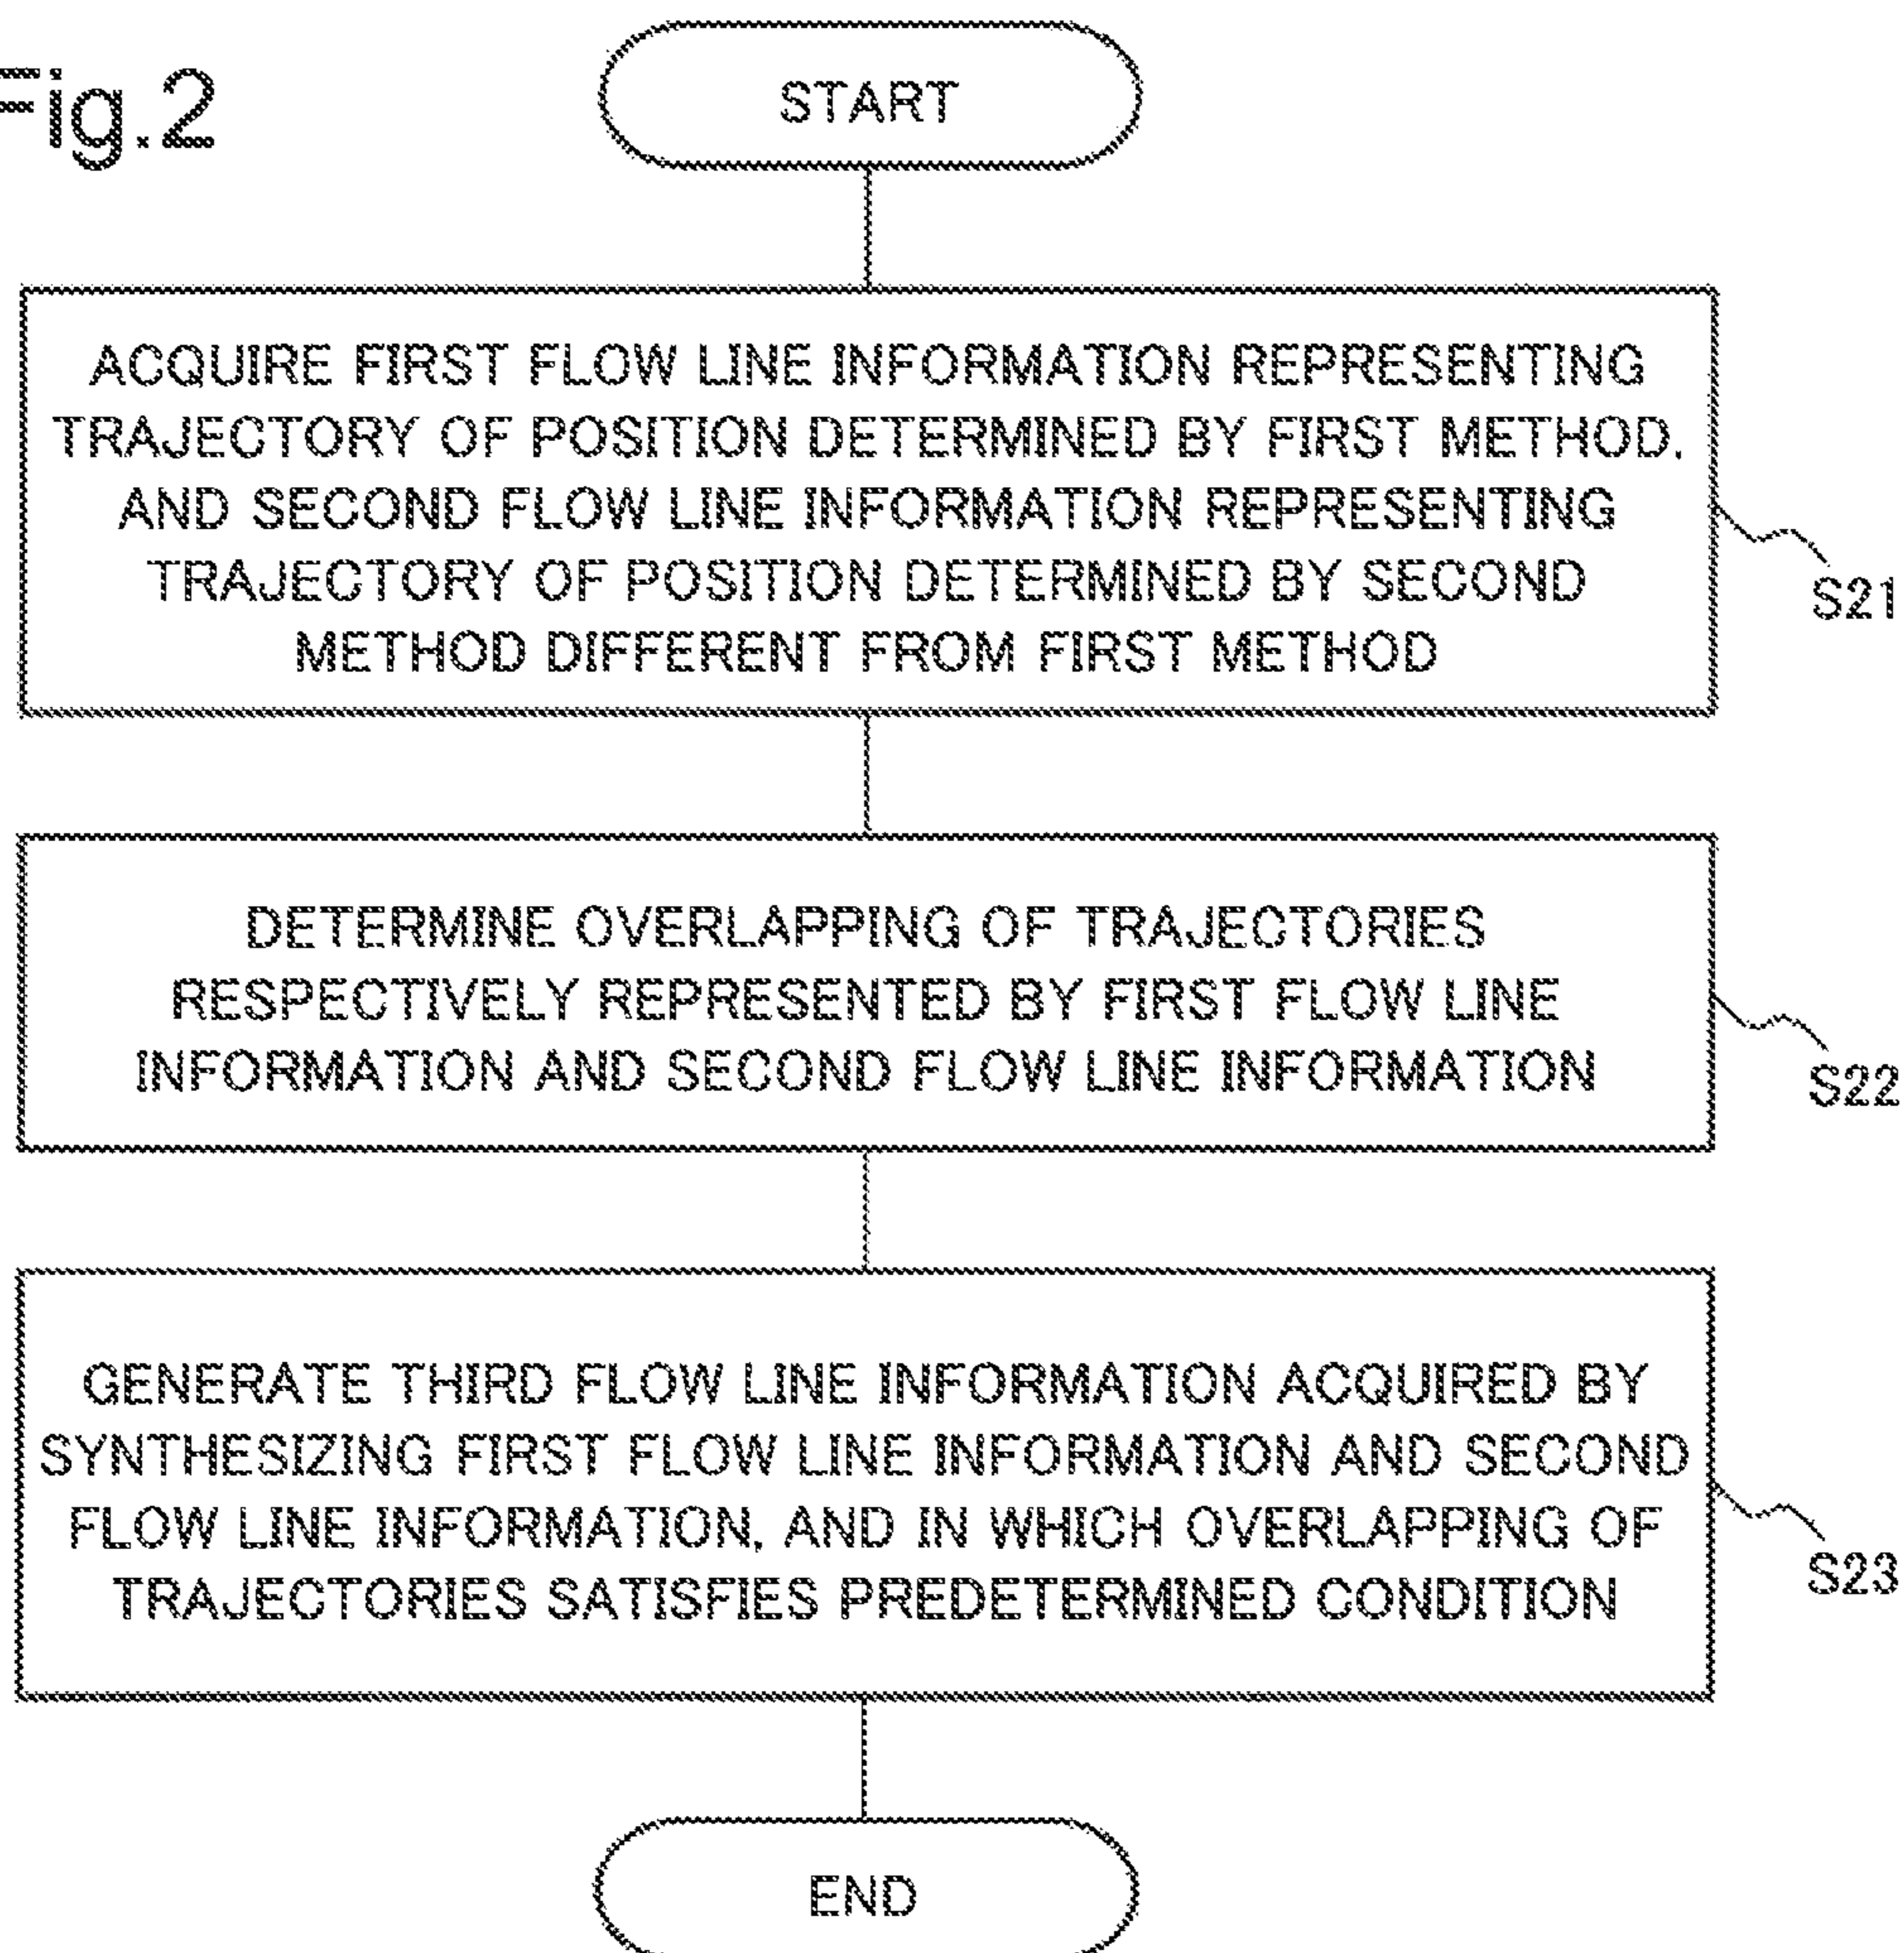 Fig.2
START
ACQUIRE FIRST FLOW LINE INFORMATION REPRESENTING
TRAJECTORY OF POSITION DETERMINED BY FIRST METHOD,
AND SECOND FLOW LINE INFORMATION REPRESENTING
TRAJECTORY OF POSITION DETERMINED BY SECOND
METHOD DIFFERENT FROM FIRST METHOD
S21
DETERMINE OVERLAPPING OF TRAJECTORIES
RESPECTIVELY REPRESENTED BY FIRST FLOW LINE
INFORMATION AND SECOND FLOW LINE INFORMATION
S22
GENERATE THIRD FLOW LINE INFORMATION ACQUIRED BY
SYNTHESIZING FIRST FLOW LINE INFORMATION AND SECOND
FLOW LINE INFORMATION, AND IN WHICH OVERLAPPING OF
TRAJECTORIES SATISFIES PREDETERMINED CONDITION
S23
END